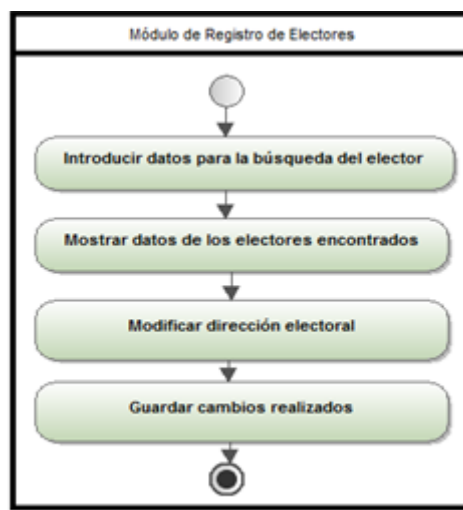 Módulo de Registro de Electores
Introducir datos para la búsqueda del elector
Mostrar datos de los electores encontrados
Modificar dirección electoral
Guardar cambios realizados